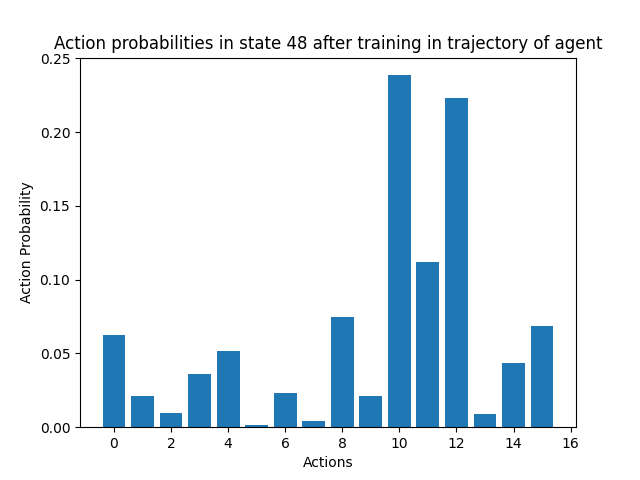 Action probabilities in state 48 after training in trajectory of agent
0.25
0.20
0.15
0.10
0.05
0.00
Action Probability
0 2 4 6 8 10 12 14 16
Actions